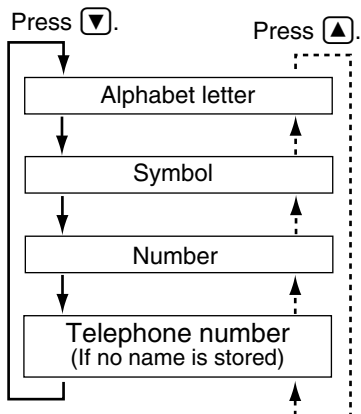 Press ▼.
Press ▲.
Alphabet letter
Symbol
Number
Telephone number
(If no name is stored)